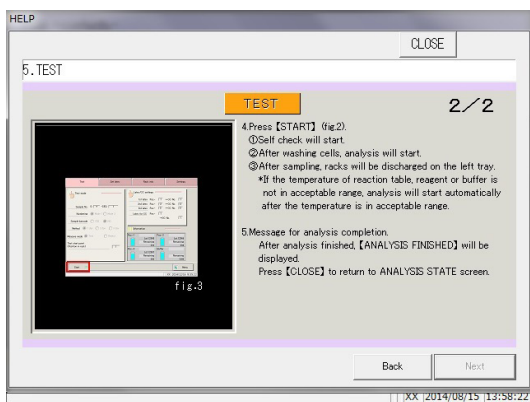 HELP
CLOSE
5.TEST
TEST
2/2
4.Press【START】(fig.2).
①Self check will start.
②After washing cells, analysis will start.
③After sampling, racks will be discharged on the left tray.
*If the temperature of reaction table, reagent or buffer is
not in acceptable range, analysis will start automatically
after the temperature is in acceptable range.
5.Message for analysis completion.
After analysis finished,【ANALYSIS FINISHED】will be
displayed.
Press【CLOSE】to return to ANALYSIS STATE screen.
fig.3
Back
Next
XX 2014/08/15 13:58:22